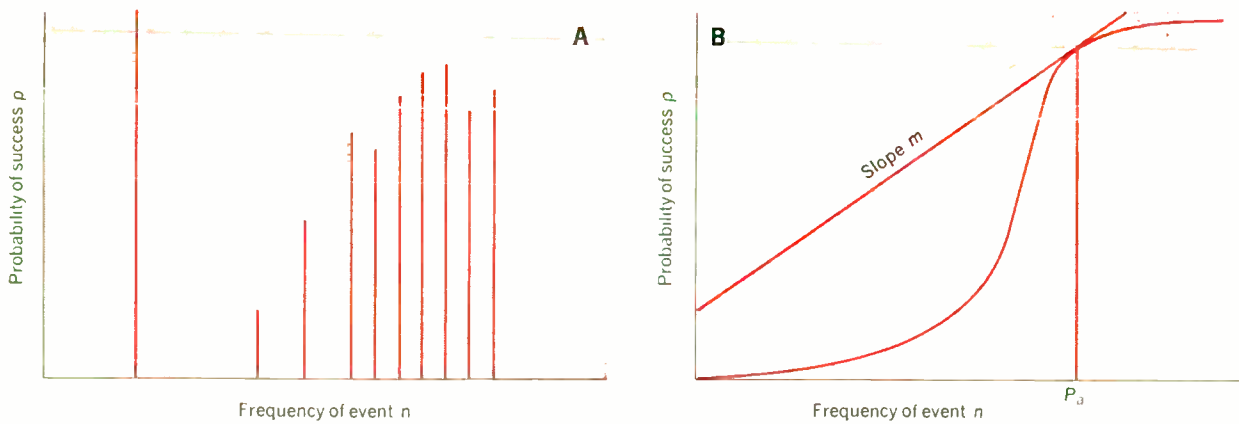 A
Probability of success p
Frequency of event n
B
Probability of success p
Slope m
Pa
Frequency of event n